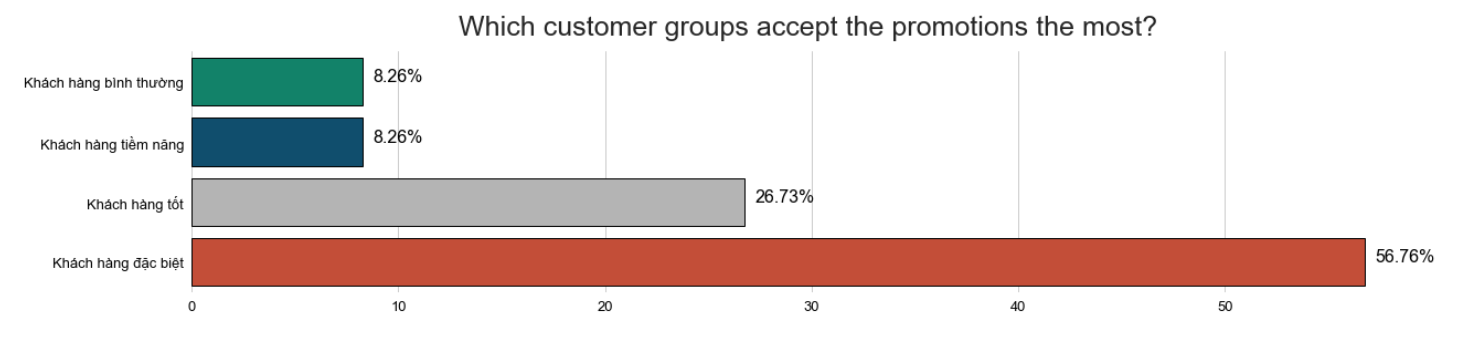 Which customer groups accept the promotions the most?
Khách hàng bình thường
8.26%
Khách hàng tiềm năng
8.26%
Khách hàng tốt
26.73%
Khách hàng đặc biệt
56.76%
0 10 20 30 40 50